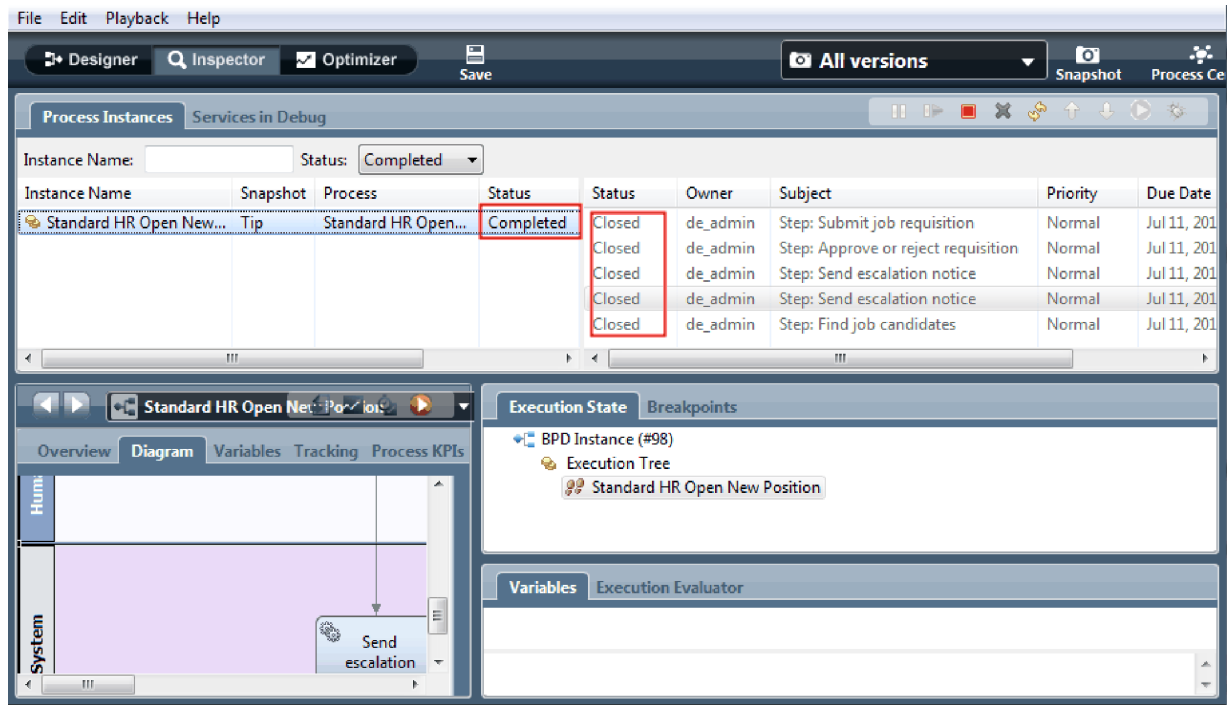 File Edit Playback Help
Designer Inspector Optimizer Save All versions Snapshot Process Ce
Process Instances Services in Debug
Instance Name: Status: Completed
Instance Name Snapshot Process Status Status Owner Subject Priority Due Date
Standard HR Open New... Tip Standard HR Open... Completed Closed de_admin Step: Submit job requisition Normal Jul 11, 201
Closed de_admin Step: Approve or reject requisition Normal Jul 11, 201
Closed de_admin Step: Send escalation notice Normal Jul 11, 201
Closed de_admin Step: Send escalation notice Normal Jul 11, 201
Closed de_admin Step: Find job candidates Normal Jul 11, 201
Standard HR Open New Position
Overview Diagram Variables Tracking Process KPIs
Huma
System
Send
escalation
Execution State Breakpoints
BPD Instance (#98)
Execution Tree
Standard HR Open New Position
Variables Execution Evaluator